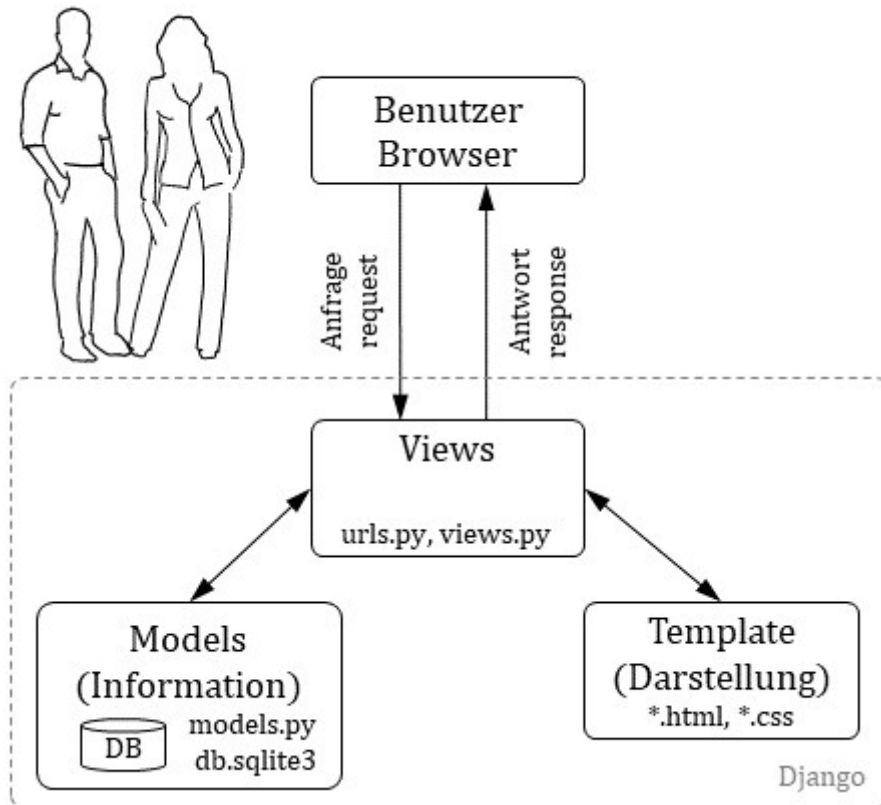 Benutzer
Browser
Anfrage
request
Antwort
response
Views
urls.py, views.py
Models
(Information)
DB
models.py
db.sqlite3
Template
(Darstellung)
*.html, *.css
Django